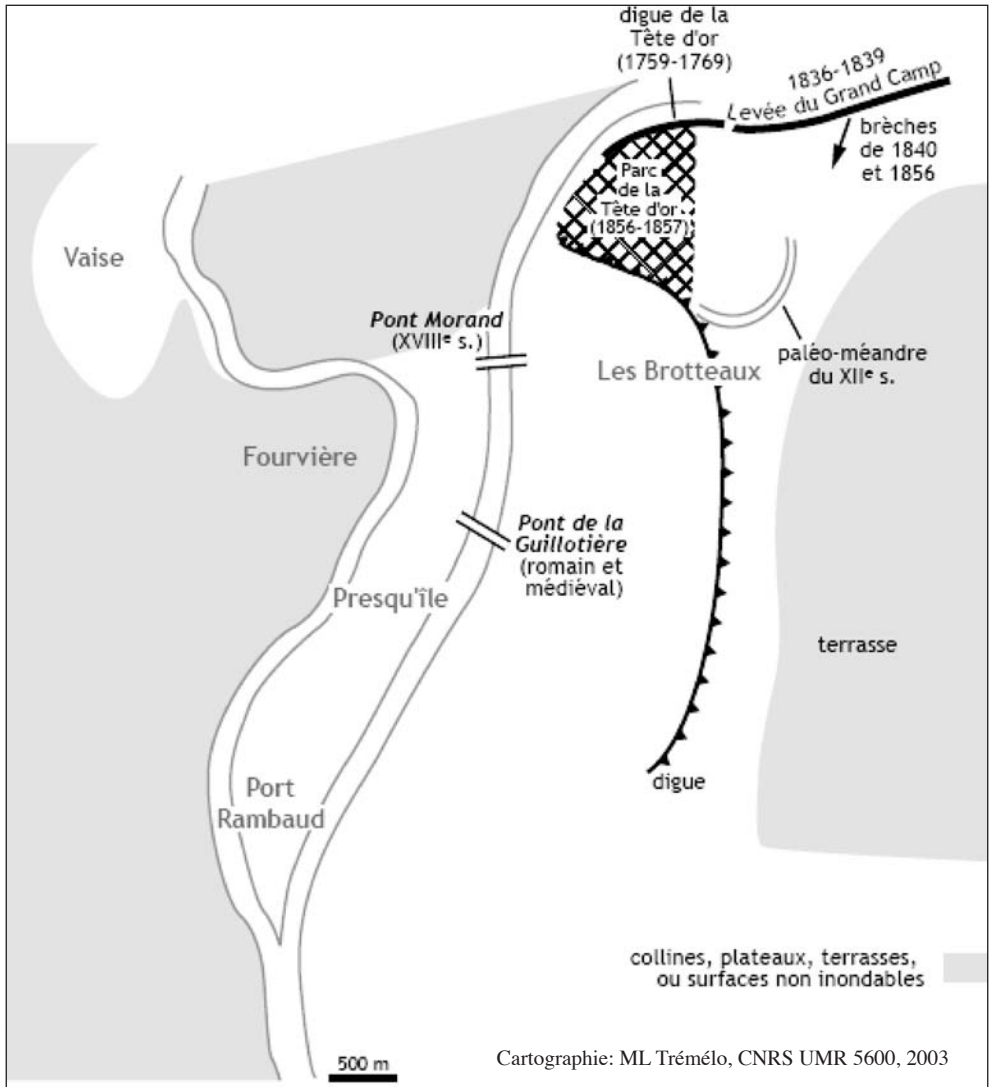 digue de la
Tête d'or
(1759-1769)
1836-1839
Levée du Grand Camp
brèches
de 1840
et 1856
Parc
de la
Tête d'or
(1856-1857)
Vaise
Pont Morand
(XVIIIe s.)
Les Brotteaux
paléo-méandre
du XIIe s.
Fourvière
Pont de la
Guillotière
(romain et
médiéval)
Presqu'île
terrasse
digue
Port
Rambaud
collines, plateaux, terrasses,
ou surfaces non inondables
500 m
Cartographie: ML Trémélo, CNRS UMR 5600, 2003